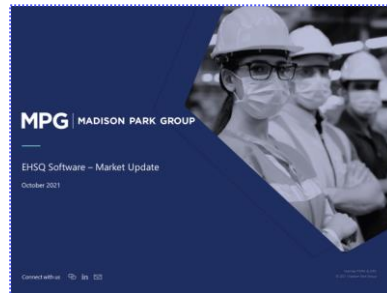 MPG | MADISON PARK GROUP
EHSQ Software – Market Update
October 2021
Connect with us